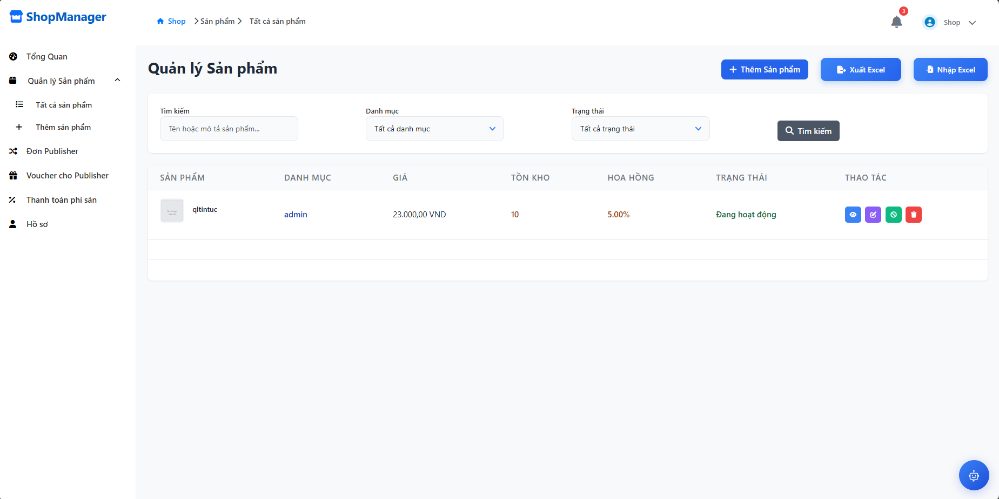 ShopManager
Shop
Sản phẩm
Tất cả sản phẩm
3
Shop
Tổng Quan
Quản lý Sản phẩm
Tất cả sản phẩm
Thêm sản phẩm
Đơn Publisher
Voucher cho Publisher
Thanh toán phí sàn
Hồ sơ
Quản lý Sản phẩm
Thêm Sản phẩm
Xuất Excel
Nhập Excel
Tìm kiếm
Danh mục
Trạng thái
Tên hoặc mô tả sản phẩm...
Tất cả danh mục
Tất cả trạng thái
Tìm kiếm
SẢN PHẨM DANH MỤC GIÁ TỒN KHO HOA HỒNG TRẠNG THÁI THAO TÁC
qltintuc admin 23.000,00 VND 10 5.00% Đang hoạt động